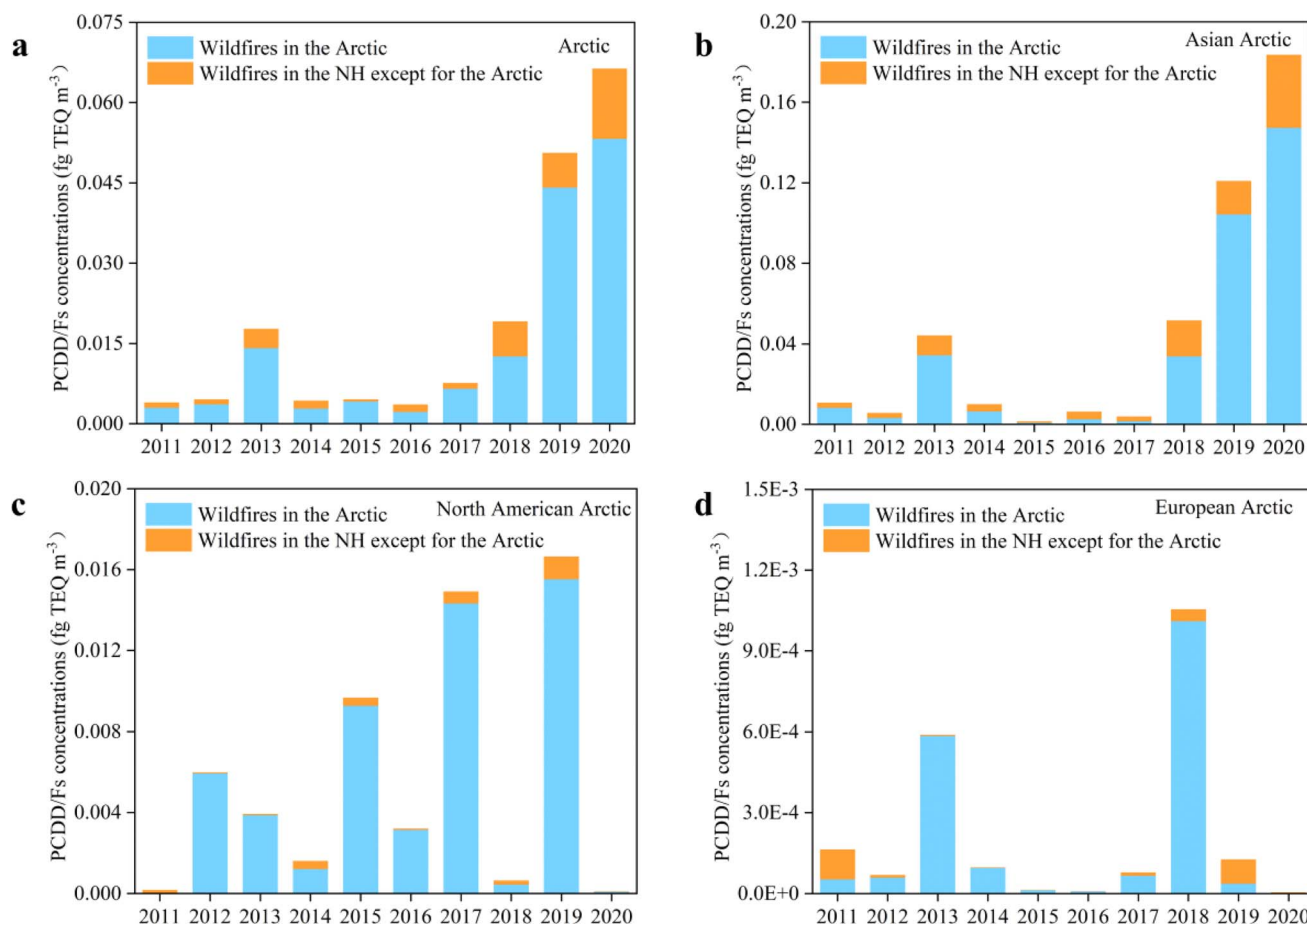 a
Arctic
Wildfires in the Arctic
Wildfires in the NH except for the Arctic
PCDD/Fs concentrations (fg TEQ m⁻³)
0.075
0.060
0.045
0.030
0.015
0.000
2011 2012 2013 2014 2015 2016 2017 2018 2019 2020
b
Asian Arctic
Wildfires in the Arctic
Wildfires in the NH except for the Arctic
PCDD/Fs concentrations (fg TEQ m⁻³)
0.20
0.16
0.12
0.08
0.04
0.00
2011 2012 2013 2014 2015 2016 2017 2018 2019 2020
c
North American Arctic
Wildfires in the Arctic
Wildfires in the NH except for the Arctic
PCDD/Fs concentrations (fg TEQ m⁻³)
0.020
0.016
0.012
0.008
0.004
0.000
2011 2012 2013 2014 2015 2016 2017 2018 2019 2020
d
European Arctic
Wildfires in the Arctic
Wildfires in the NH except for the Arctic
PCDD/Fs concentrations (fg TEQ m⁻³)
1.5E-3
1.2E-3
9.0E-4
6.0E-4
3.0E-4
0.0E+0
2011 2012 2013 2014 2015 2016 2017 2018 2019 2020